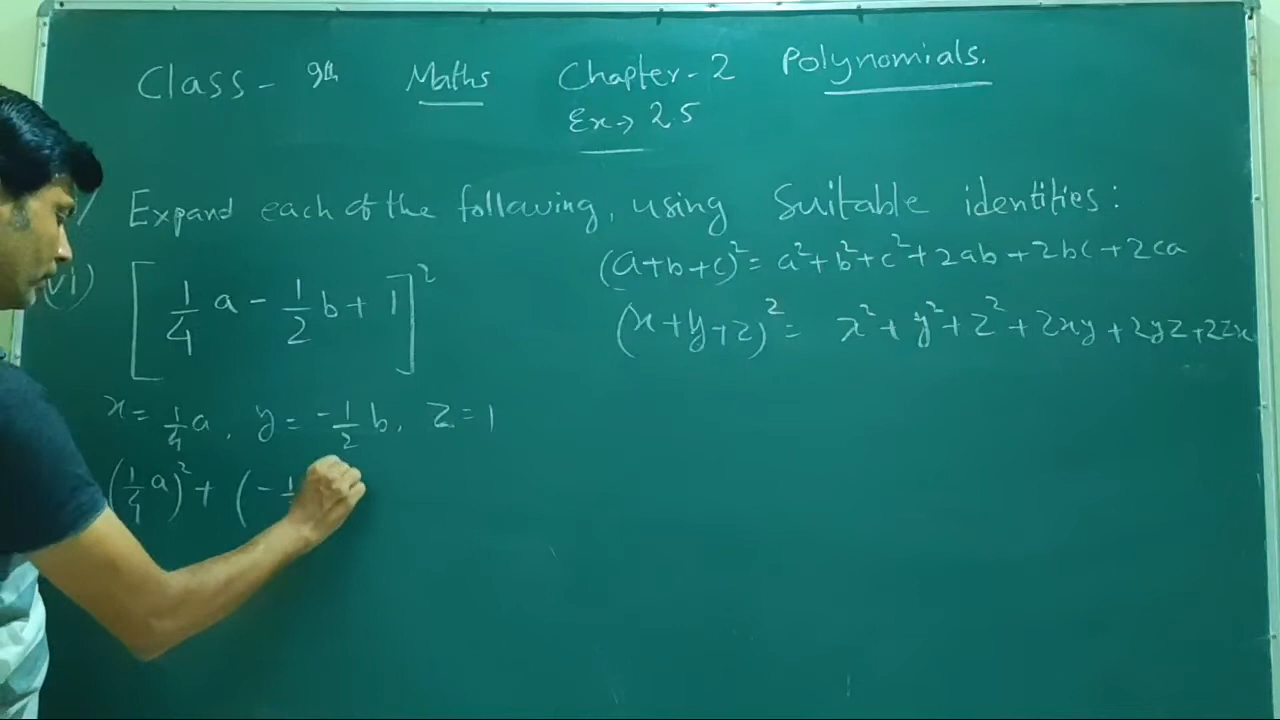 Class - 9th Maths Chapter - 2 Polynomials.
Ex → 2.5
Expand each of the following, using Suitable identities:
(a+b+c)² = a² + b² + c² + 2ab + 2bc + 2ca
vi) [1/4 a - 1/2 b + 1]²
(x+y+z)² = x² + y² + z² + 2xy + 2yz + 2zx
x = 1/4 a, y = -1/2 b, z = 1
(1/4 a)² + (-1